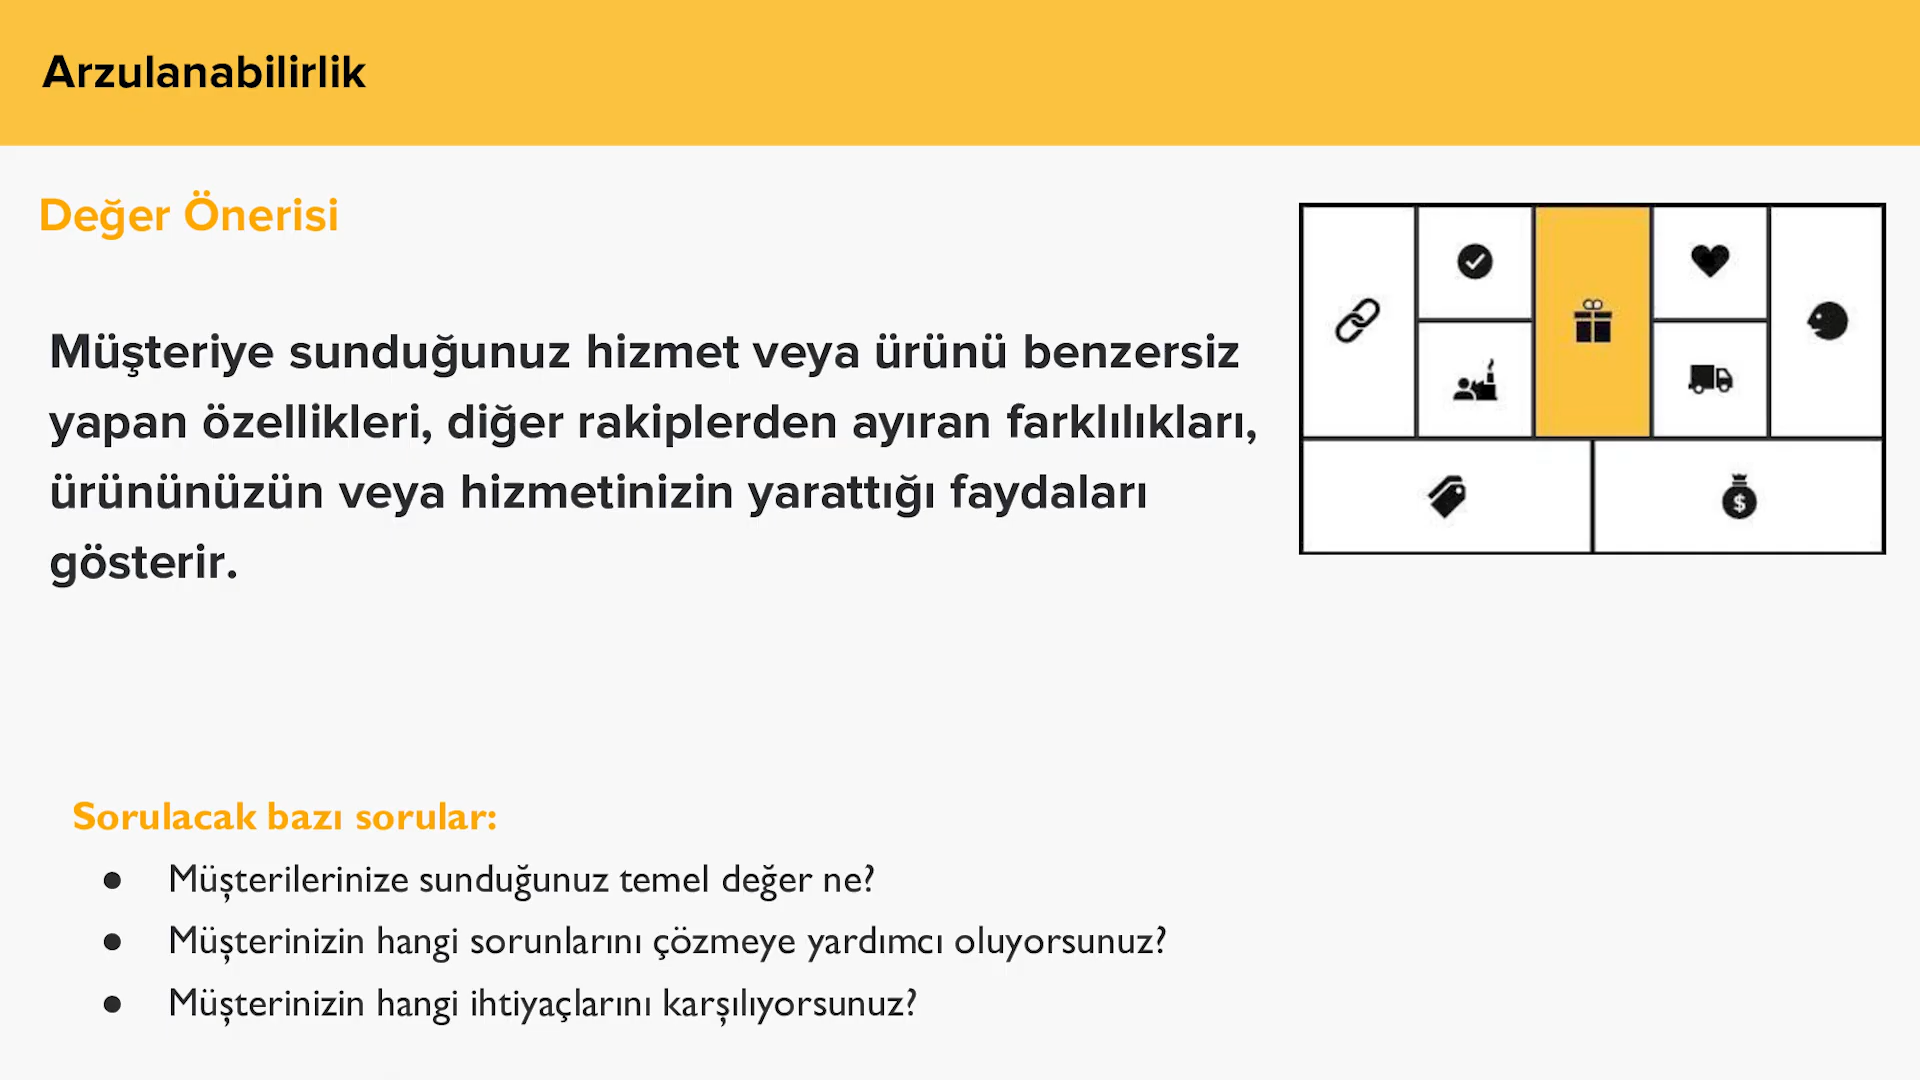 Arzulanabilirlik
Değer Önerisi
Müşteriye sunduğunuz hizmet veya ürünü benzersiz
yapan özellikleri, diğer rakiplerden ayıran farklılıkları,
ürününüzün veya hizmetinizin yarattığı faydaları
gösterir.
$
Sorulacak bazı sorular:
● Müşterilerinize sunduğunuz temel değer ne?
● Müşterinizin hangi sorunlarını çözmeye yardımcı oluyorsunuz?
● Müşterinizin hangi ihtiyaçlarını karşılıyorsunuz?